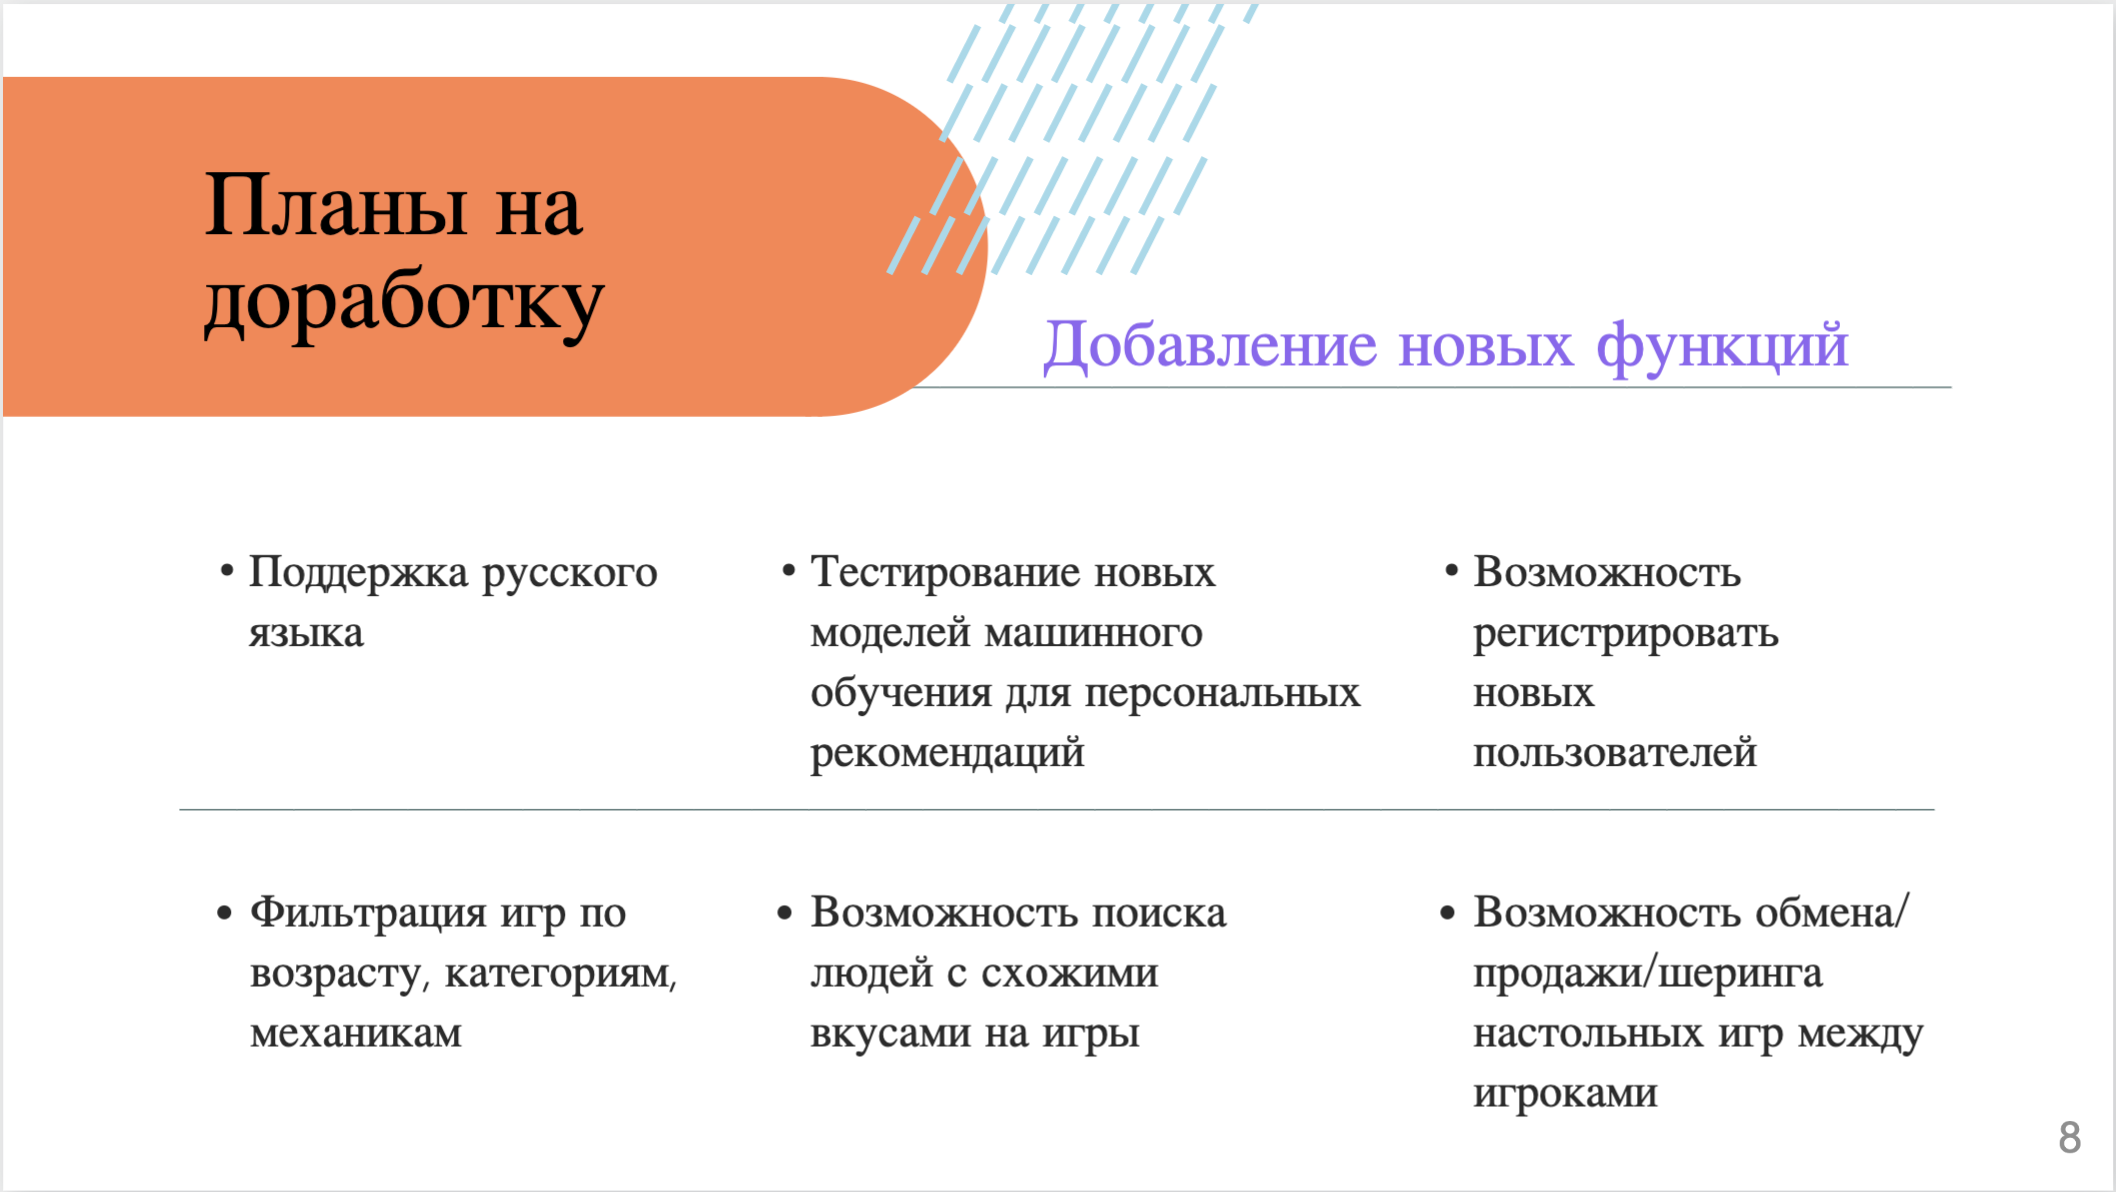 Планы на
доработку
Добавление новых функций
• Поддержка русского
языка
• Тестирование новых
моделей машинного
обучения для персональных
рекомендаций
• Возможность
регистрировать
новых
пользователей
• Фильтрация игр по
возрасту, категориям,
механикам
• Возможность поиска
людей с схожими
вкусами на игры
• Возможность обмена/
продажи/шеринга
настольных игр между
игроками
8